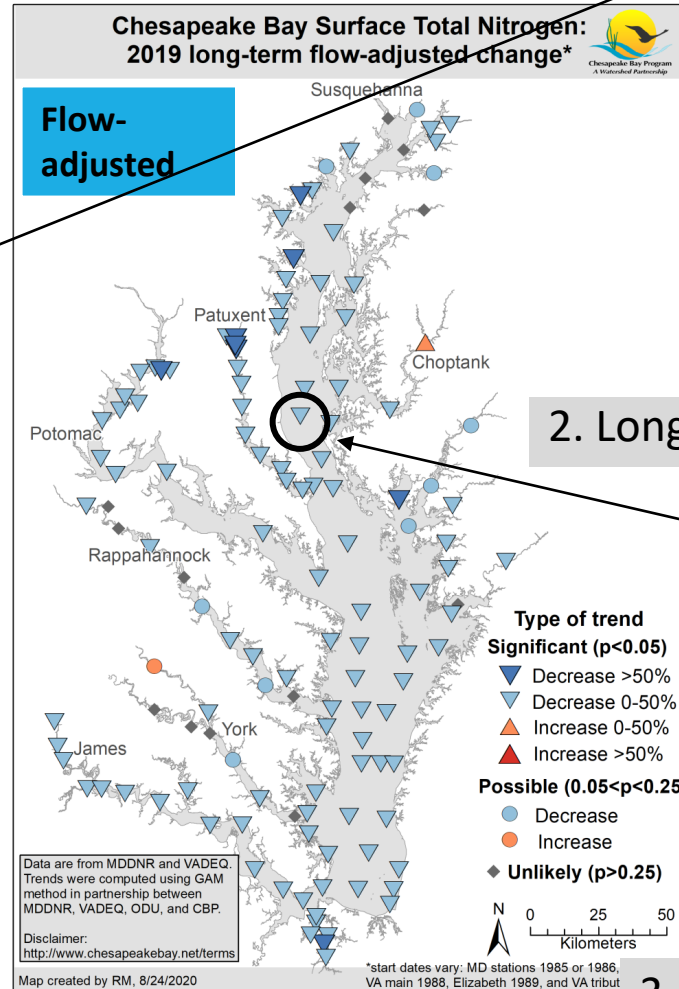 Chesapeake Bay Surface Total Nitrogen:
2019 long-term flow-adjusted change*
Chesapeake Bay Program
A Watershed Partnership
Flow-
adjusted
Susquehanna
Patuxent
Choptank
Potomac
2. Long
Rappahannock
York
James
Type of trend
Significant (p<0.05)
Decrease >50%
Decrease 0-50%
Increase 0-50%
Increase >50%
Possible (0.05<p<0.25
Decrease
Increase
Unlikely (p>0.25)
N
0 25 50
Kilometers
Data are from MDDNR and VADEQ.
Trends were computed using GAM
method in partnership between
MDDNR, VADEQ, ODU, and CBP.
Disclaimer:
http://www.chesapeakebay.net/terms
Map created by RM, 8/24/2020
*start dates vary: MD stations 1985 or 1986,
VA main 1988, Elizabeth 1989, and VA tribut